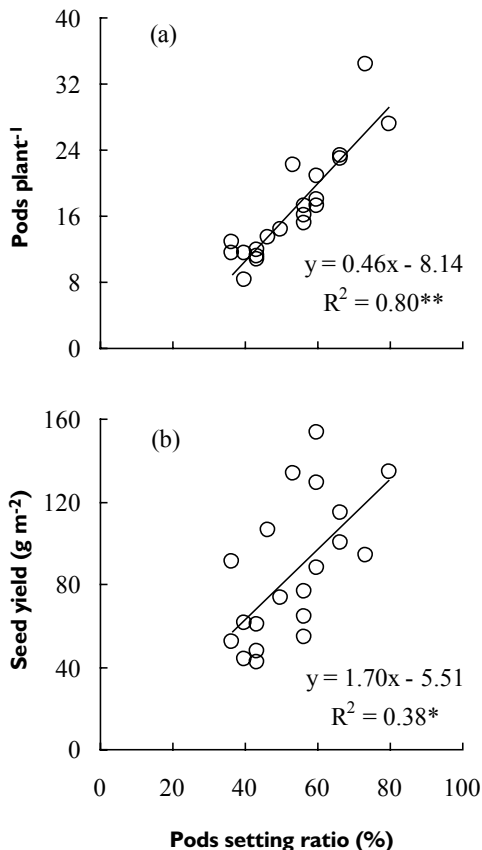 40
(a)
32
24
16
8
0
Pods plant⁻¹
y = 0.46x - 8.14
R² = 0.80**
160
(b)
120
80
40
0
Seed yield (g m⁻²)
y = 1.70x - 5.51
R² = 0.38*
0 20 40 60 80 100
Pods setting ratio (%)